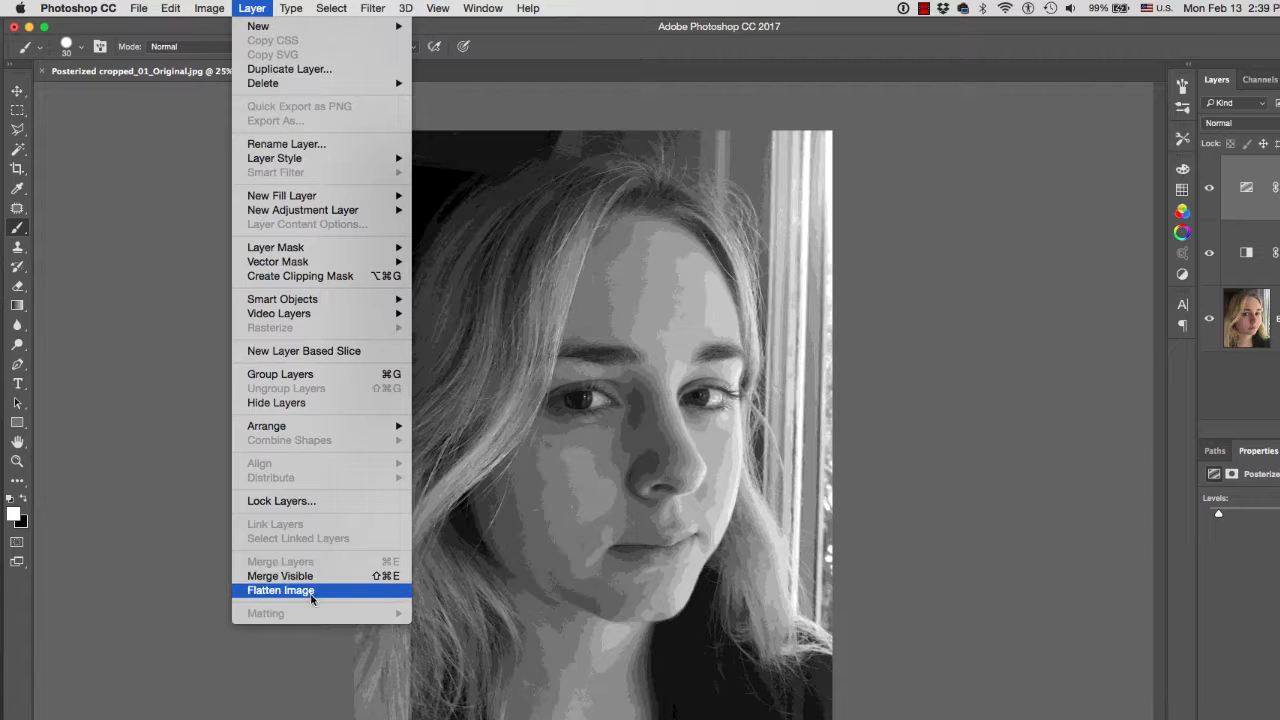 Photoshop CC File Edit Image Layer Type Select Filter 3D View Window Help 99% U.S. Mon Feb 13 2:39 P
Adobe Photoshop CC 2017
30 Mode: Normal
Posterized cropped_01_Original.jpg @ 25%
New
Copy CSS
Copy SVG
Duplicate Layer...
Delete
Quick Export as PNG
Export As...
Rename Layer...
Layer Style
Smart Filter
New Fill Layer
New Adjustment Layer
Layer Content Options...
Layer Mask
Vector Mask
Create Clipping Mask ⌥⌘G
Smart Objects
Video Layers
Rasterize
New Layer Based Slice
Group Layers ⌘G
Ungroup Layers ⇧⌘G
Hide Layers
Arrange
Combine Shapes
Align
Distribute
Lock Layers...
Link Layers
Select Linked Layers
Merge Layers ⌘E
Merge Visible ⇧⌘E
Flatten Image
Matting
Layers Channels
Kind
Normal
Lock:
Paths Properties
Posterize
Levels: